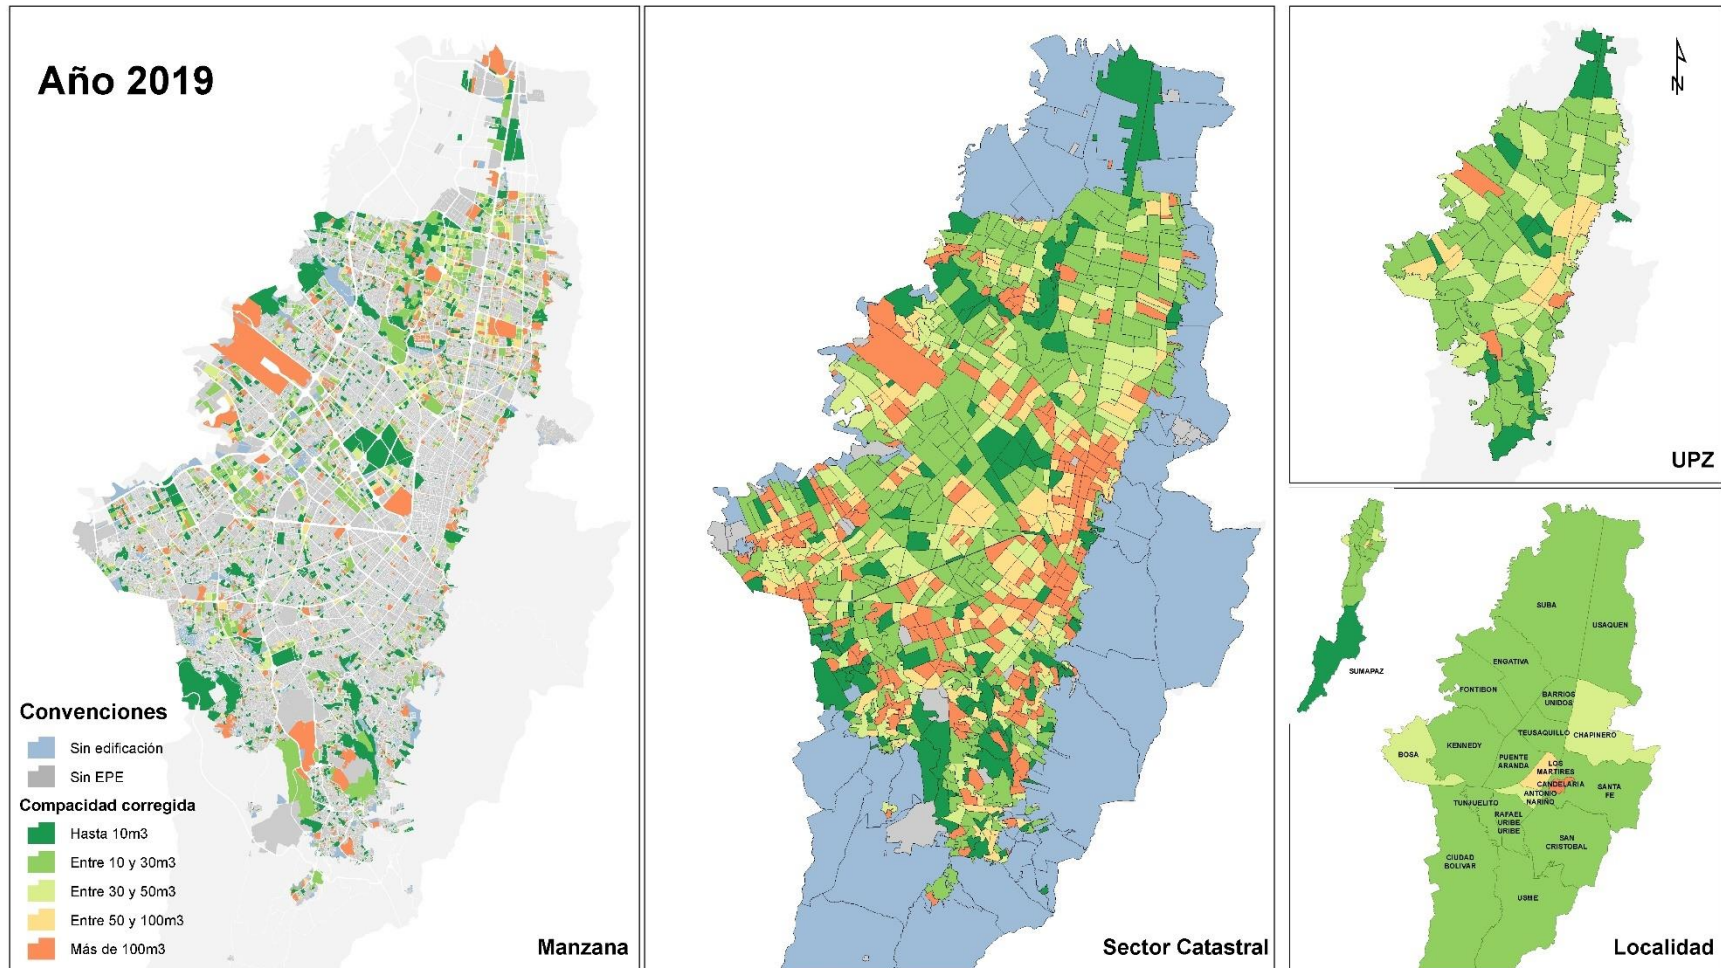 Año 2019
Convenciones
Sin edificación
Sin EPE
Compacidad corregida
Hasta 10m3
Entre 10 y 30m3
Entre 30 y 50m3
Entre 50 y 100m3
Más de 100m3
Manzana
Sector Catastral
N
UPZ
SUMAPAZ
SUBA
USAQUEN
ENGATIVA
FONTIBON
BARRIOS
UNIDOS
TEUSAQUILLO
CHAPINERO
BOSA
KENNEDY
PUENTE
ARANDA
LOS
MARTIRES
CANDELARIA
SANTA
FE
ANTONIO
NARIÑO
TUNJUELITO
RAFAEL
URIBE
URIBE
SAN
CRISTOBAL
CIUDAD
BOLIVAR
USME
Localidad